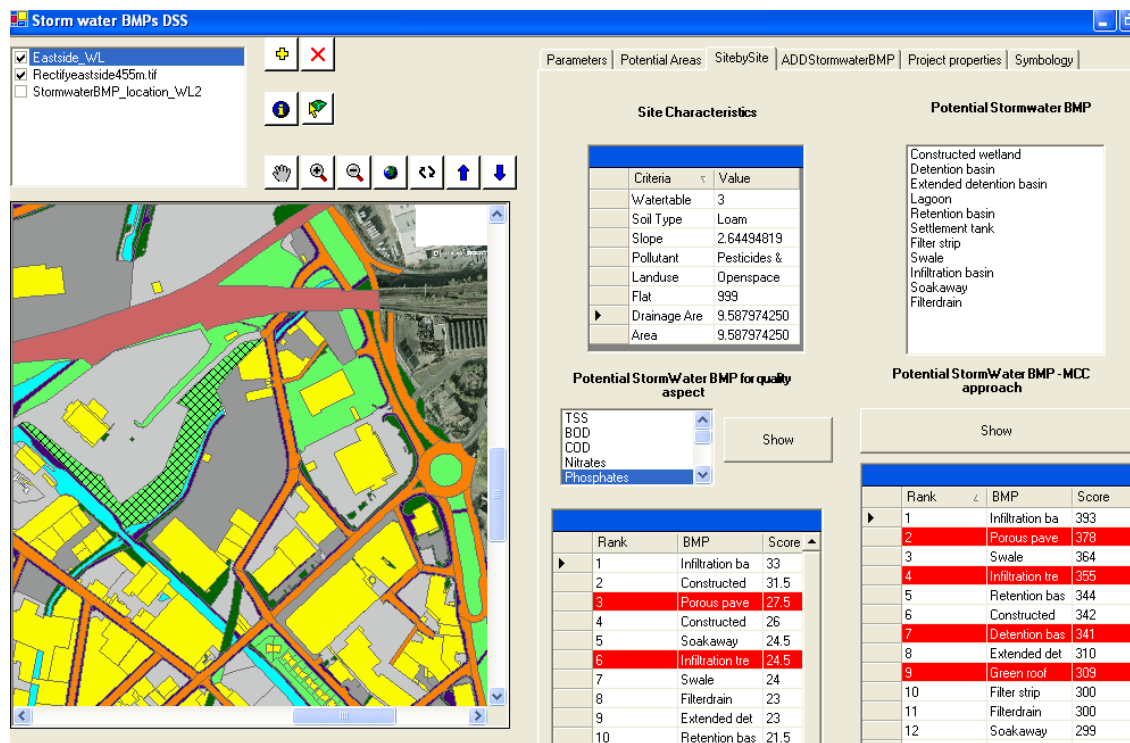 Storm water BMPs DSS
Eastside_WL
Rectifyeastside455m.tif
StormwaterBMP_location_WL2
Parameters Potential Areas SitebySite ADDStormwaterBMP Project properties Symbology
Site Characteristics
Criteria Value
Watertable 3
Soil Type Loam
Slope 2.64494819
Pollutant Pesticides &
Landuse Openspace
Flat 999
Drainage Are 9.587974250
Area 9.587974250
Potential Stormwater BMP
Constructed wetland
Detention basin
Extended detention basin
Lagoon
Retention basin
Settlement tank
Filter strip
Swale
Infiltration basin
Soakaway
Filterdrain
Potential StormWater BMP for quality
aspect
TSS
BOD
COD
Nitrates
Phosphates
Show
Rank BMP Score
1 Infiltration ba 33
2 Constructed 31.5
3 Porous pave 27.5
4 Constructed 26
5 Soakaway 24.5
6 Infiltration tre 24.5
7 Swale 24
8 Filterdrain 23
9 Extended det 23
10 Retention bas 21.5
Potential StormWater BMP - MCC
approach
Show
Rank BMP Score
1 Infiltration ba 393
2 Porous pave 378
3 Swale 364
4 Infiltration tre 355
5 Retention bas 344
6 Constructed 342
7 Detention bas 341
8 Extended det 310
9 Green roof 309
10 Filter strip 300
11 Filterdrain 300
12 Soakaway 299